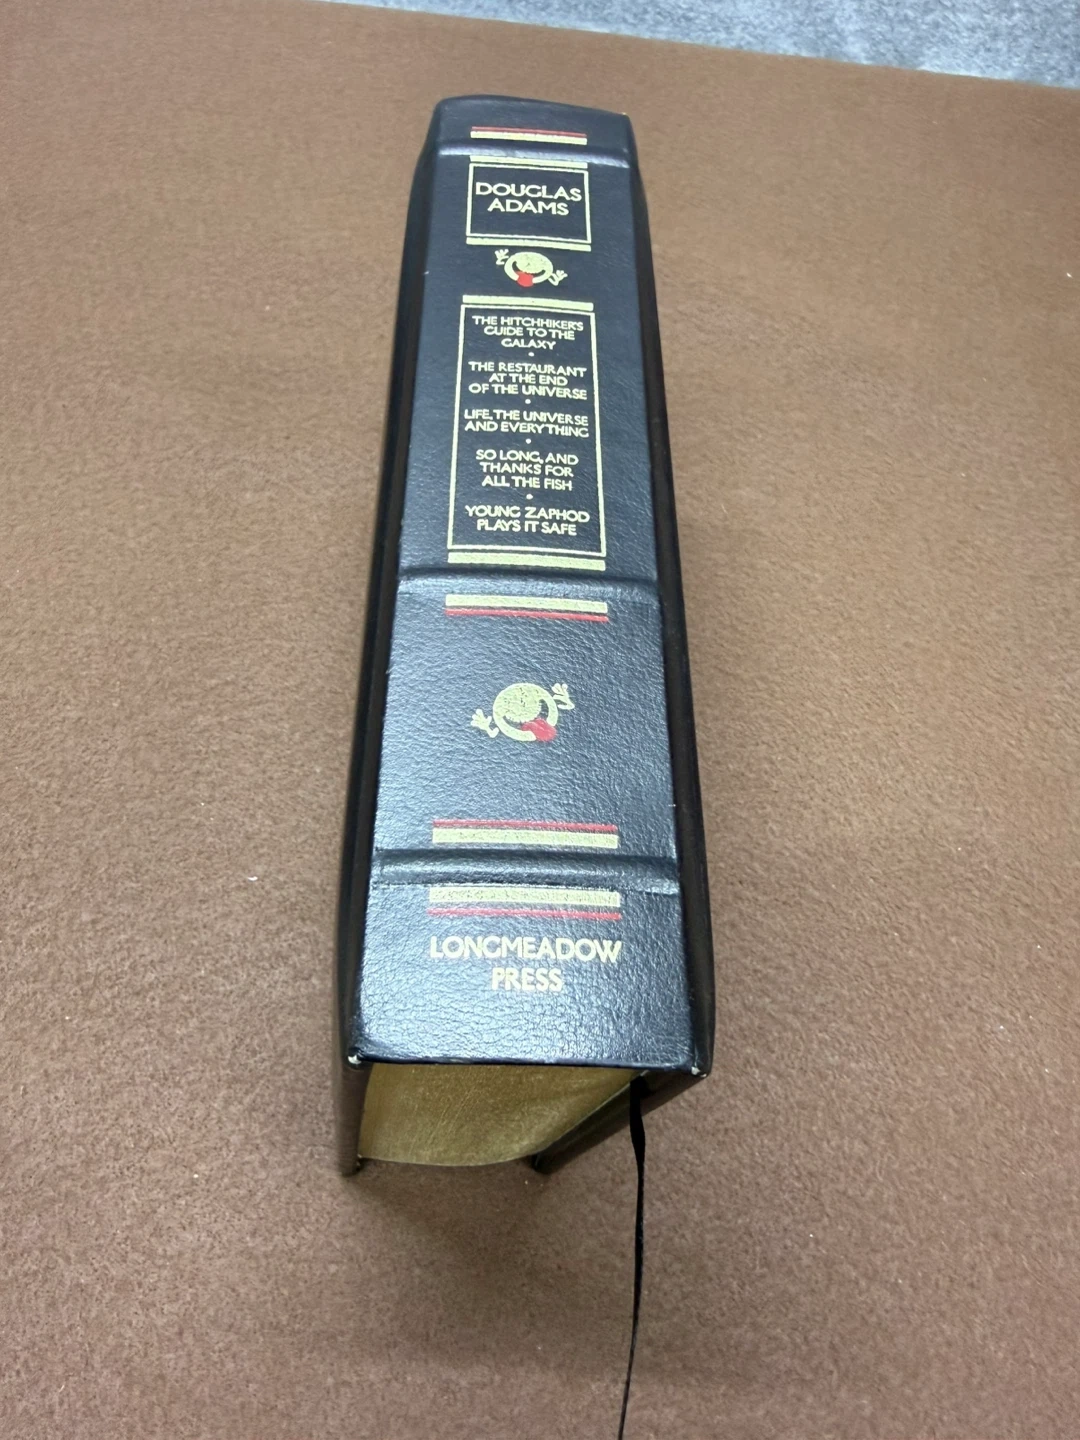 DOUGLAS
ADAMS
THE HITCHHIKER'S
GUIDE TO THE
GALAXY
•
THE RESTAURANT
AT THE END
OF THE UNIVERSE
•
LIFE, THE UNIVERSE
AND EVERYTHING
•
SO LONG, AND
THANKS FOR
ALL THE FISH
•
YOUNG ZAPHOD
PLAYS IT SAFE
LONGMEADOW
PRESS